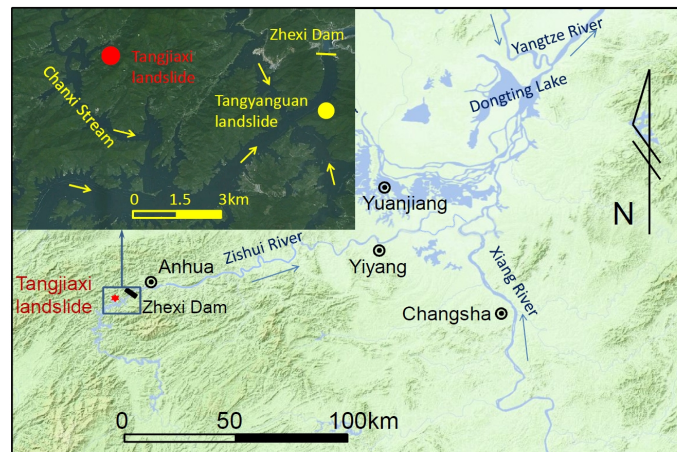 Zhexi Dam
Tangjiaxi
landslide
Chanxi Stream
Tangyanguan
landslide
0 1.5 3km
Yangtze River
Dongting Lake
Yuanjiang
N
Zishui River
Yiyang
Anhua
Xiang River
Tangjiaxi
landslide
Zhexi Dam
Changsha
0 50 100km